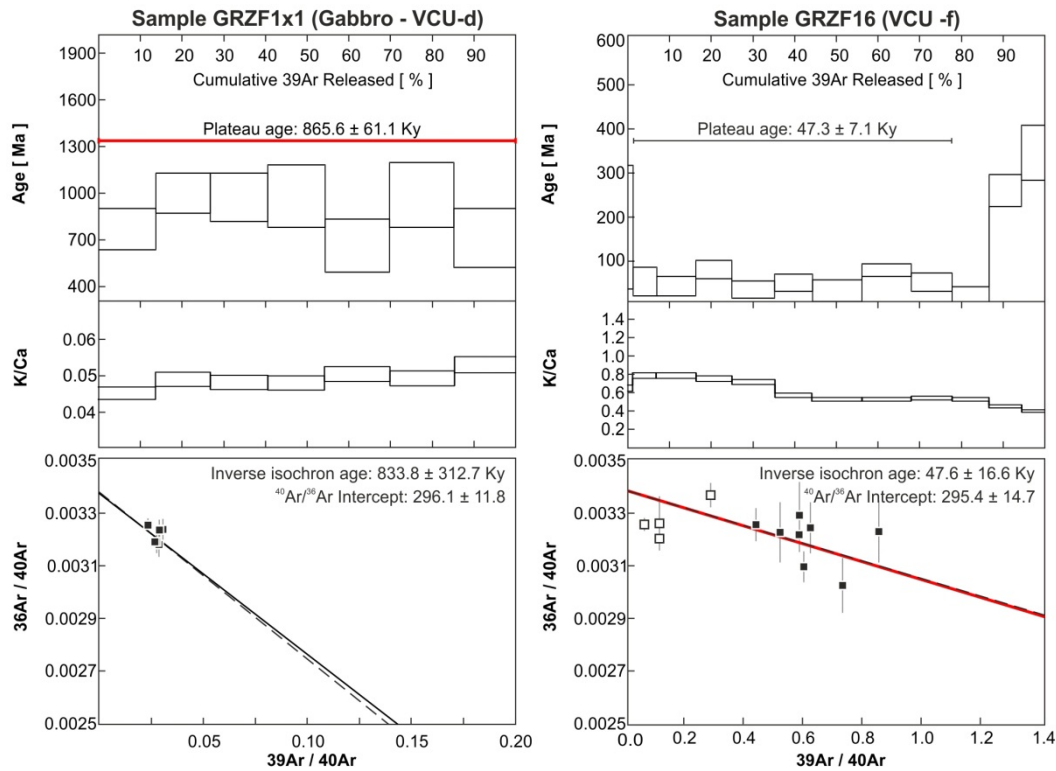 Sample GRZF1x1 (Gabbro - VCU-d)
1900
1600
1300
1000
700
400
Age [ Ma ]
10 20 30 40 50 60 70 80 90
Cumulative 39Ar Released [ % ]
Plateau age: 865.6 ± 61.1 Ky
0.06
0.05
0.04
K/Ca
0.0035
0.0033
0.0031
0.0029
0.0027
0.0025
36Ar / 40Ar
Inverse isochron age: 833.8 ± 312.7 Ky
⁴⁰Ar/³⁶Ar Intercept: 296.1 ± 11.8
0.05 0.10 0.15 0.20
39Ar / 40Ar
Sample GRZF16 (VCU -f)
600
500
400
300
200
100
Age [ Ma ]
10 20 30 40 50 60 70 80 90
Cumulative 39Ar Released [ % ]
Plateau age: 47.3 ± 7.1 Ky
1.4
1.2
1.0
0.8
0.6
0.4
0.2
K/Ca
0.0035
0.0033
0.0031
0.0029
0.0027
0.0025
36Ar / 40Ar
Inverse isochron age: 47.6 ± 16.6 Ky
⁴⁰Ar/³⁶Ar Intercept: 295.4 ± 14.7
0.0 0.2 0.4 0.6 0.8 1.0 1.2 1.4
39Ar / 40Ar